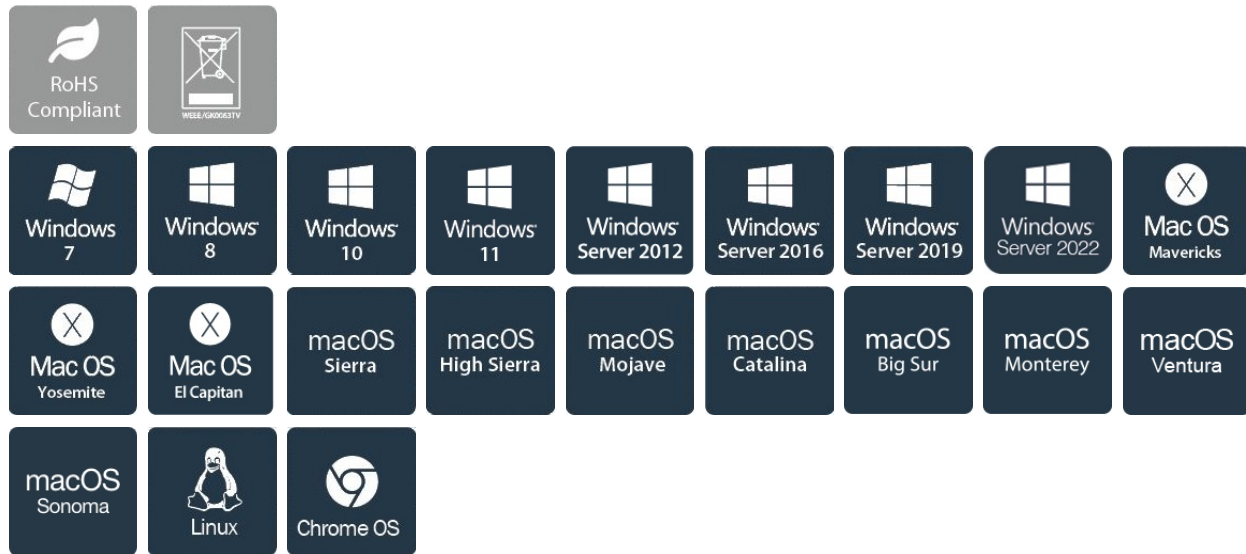 RoHS
Compliant
WEEE/GK0083TV
Windows
7
Windows
8
Windows
10
Windows
11
Windows
Server 2012
Windows
Server 2016
Windows
Server 2019
Windows
Server 2022
X
Mac OS
Mavericks
X
Mac OS
Yosemite
X
Mac OS
El Capitan
macOS
Sierra
macOS
High Sierra
macOS
Mojave
macOS
Catalina
macOS
Big Sur
macOS
Monterey
macOS
Ventura
macOS
Sonoma
Linux
Chrome OS